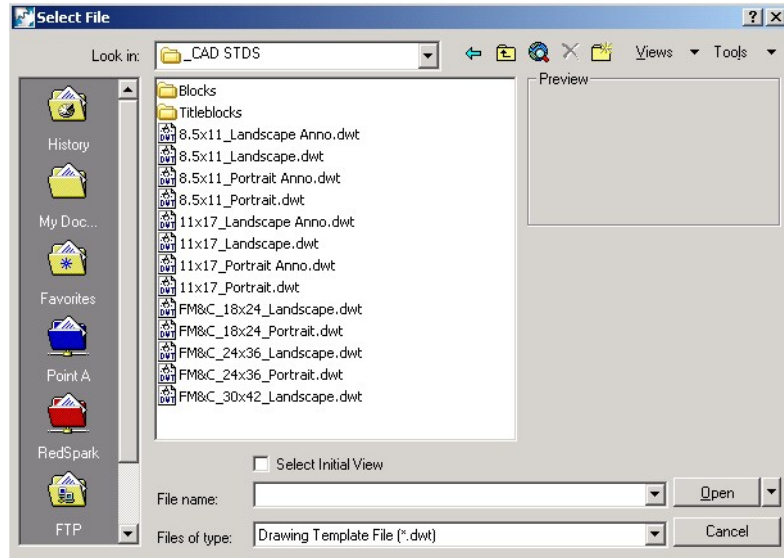 Select File
Look in:
_CAD STDS
Views
Tools
History
My Doc...
Favorites
Point A
RedSpark
FTP
Blocks
Titleblocks
8.5x11_Landscape Anno.dwt
8.5x11_Landscape.dwt
8.5x11_Portrait Anno.dwt
8.5x11_Portrait.dwt
11x17_Landscape Anno.dwt
11x17_Landscape.dwt
11x17_Portrait Anno.dwt
11x17_Portrait.dwt
FM&C_18x24_Landscape.dwt
FM&C_18x24_Portrait.dwt
FM&C_24x36_Landscape.dwt
FM&C_24x36_Portrait.dwt
FM&C_30x42_Landscape.dwt
Preview
Select Initial View
File name:
Open
Files of type:
Drawing Template File (*.dwt)
Cancel